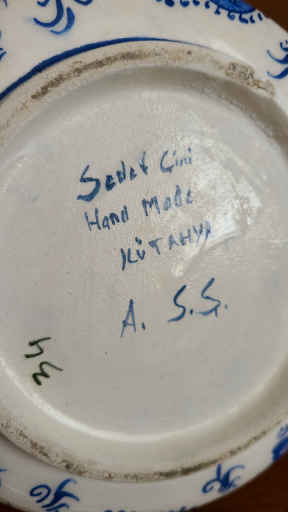 Sedef Çini
Hand Made
KÜTAHYA
A. S.S.